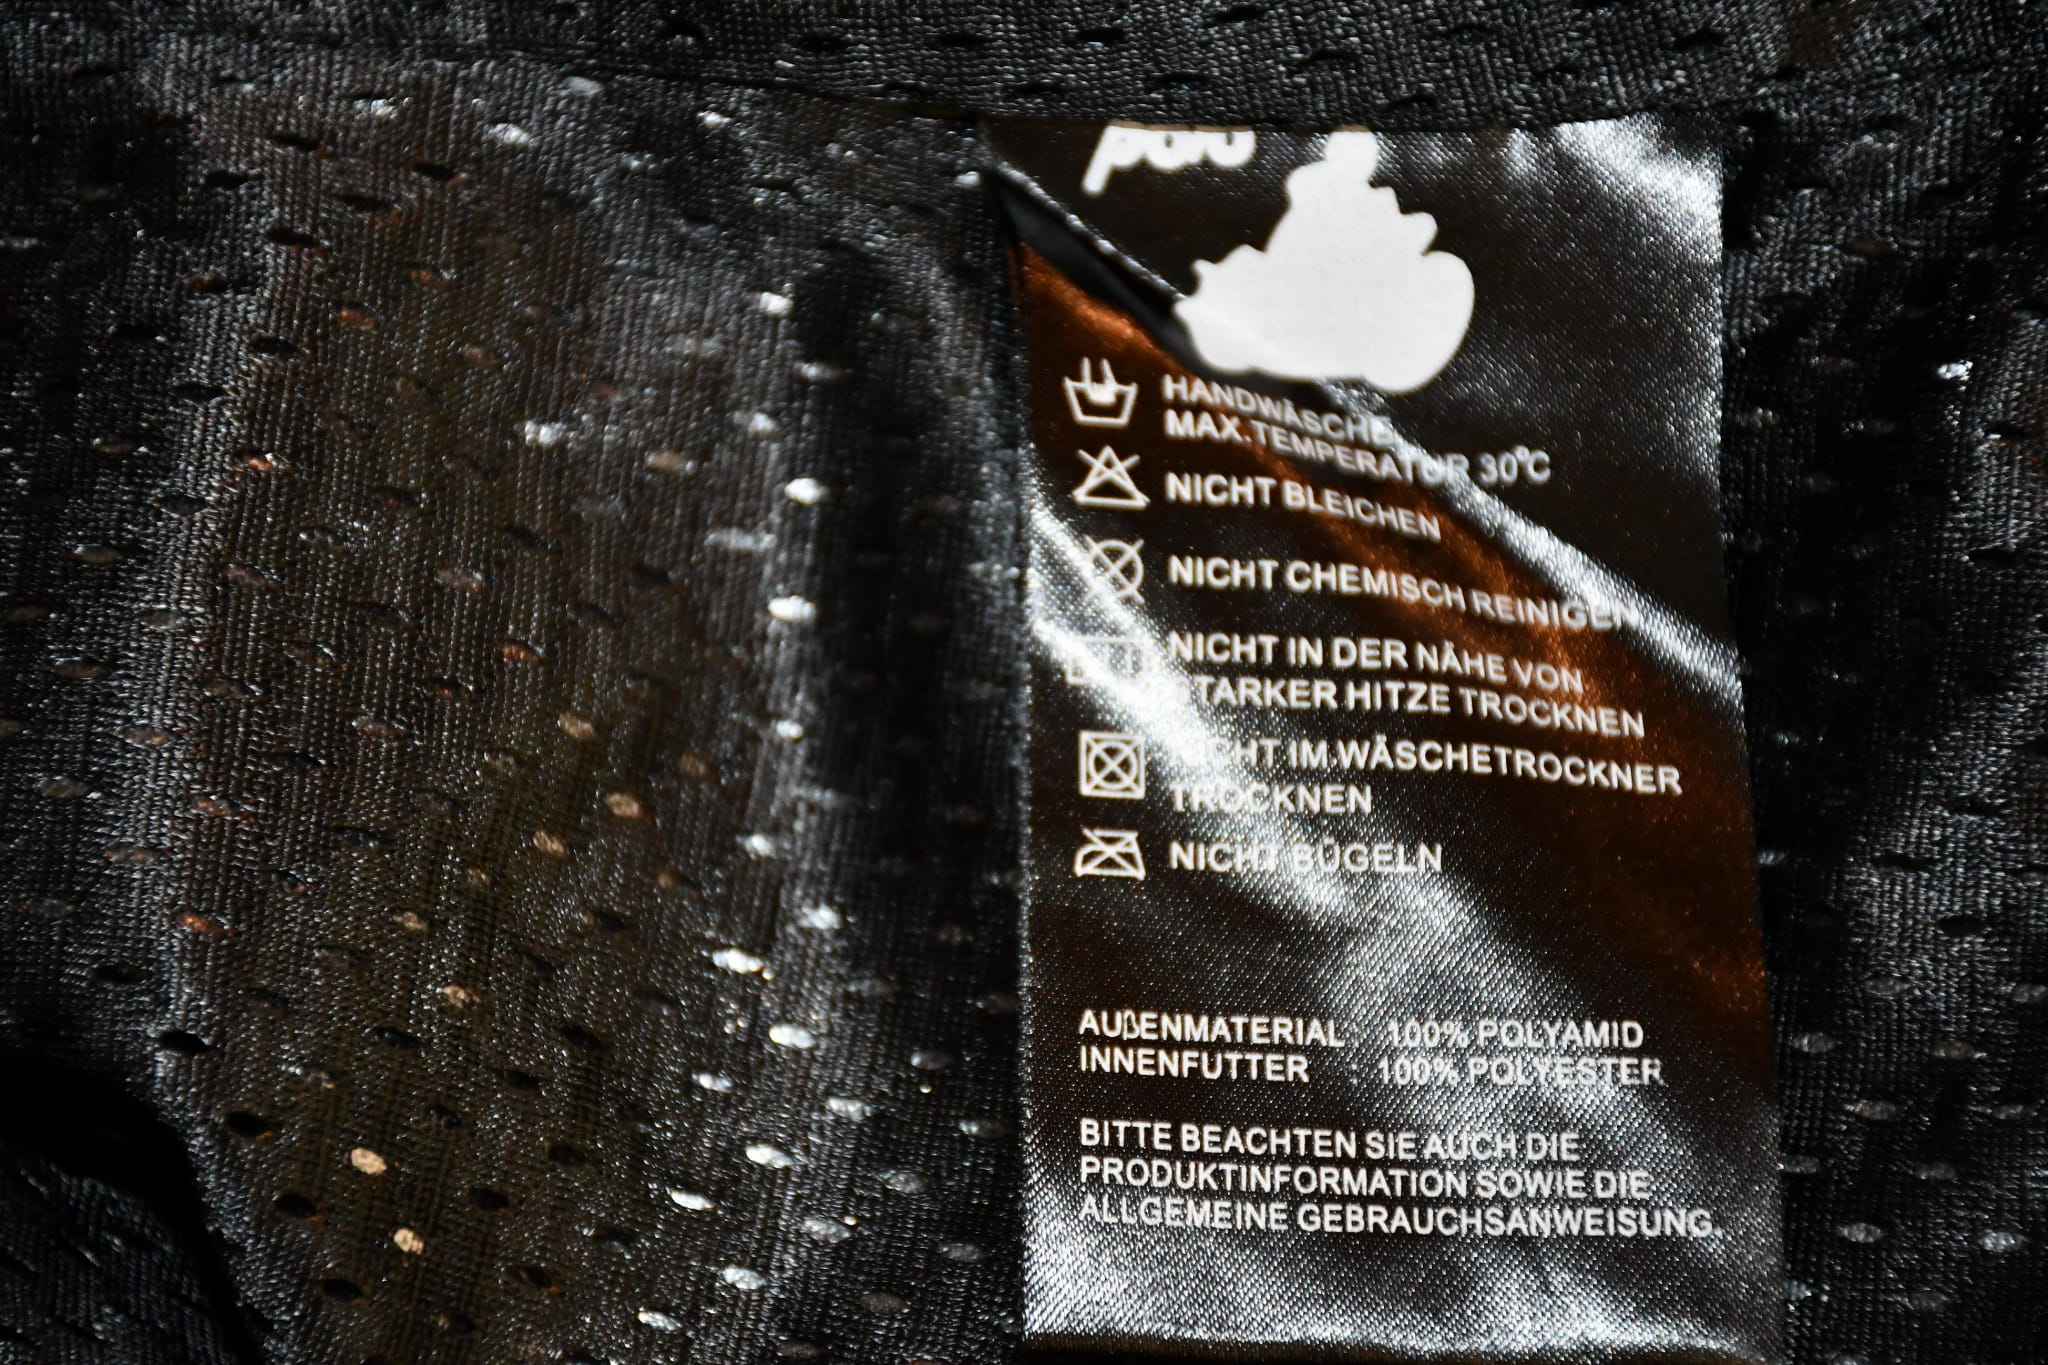 polo
HANDWÄSCHE
MAX.TEMPERATUR 30°C
NICHT BLEICHEN
NICHT CHEMISCH REINIGEN
NICHT IN DER NÄHE VON
STARKER HITZE TROCKNEN
NICHT IM WÄSCHETROCKNER
TROCKNEN
NICHT BÜGELN
AUßENMATERIAL : 100% POLYAMID
INNENFUTTER : 100% POLYESTER
BITTE BEACHTEN SIE AUCH DIE
PRODUKTINFORMATION SOWIE DIE
ALLGEMEINE GEBRAUCHSANWEISUNG.